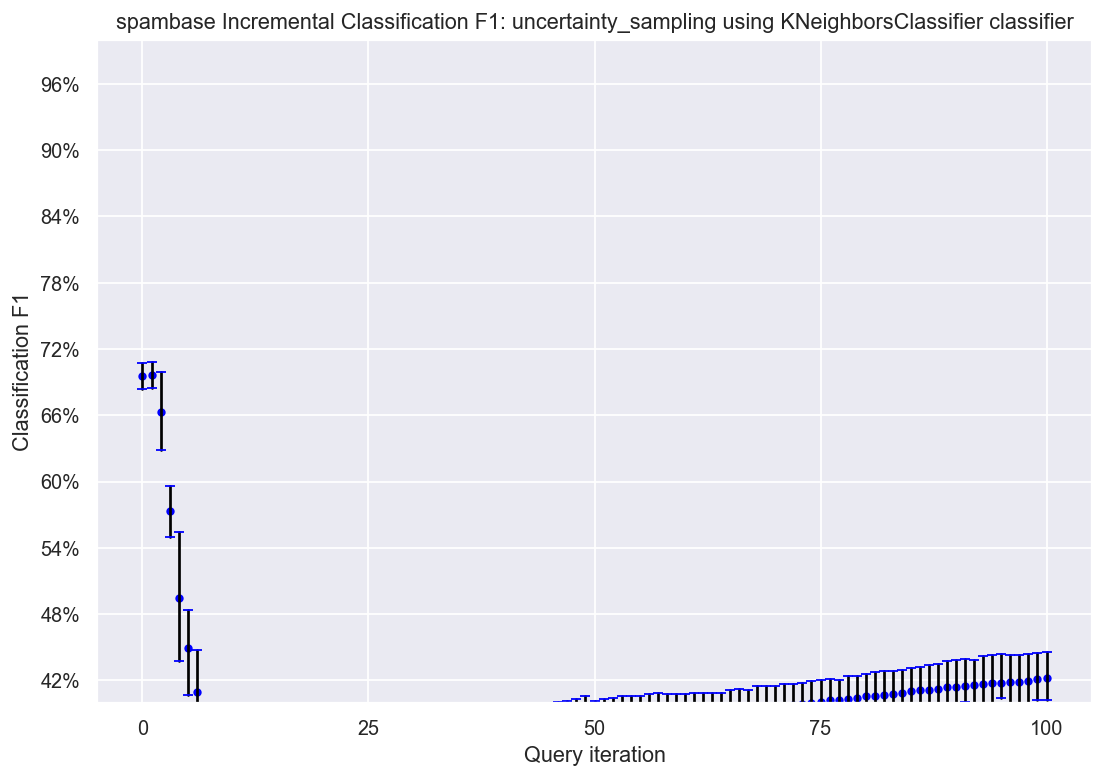 spambase Incremental Classification F1: uncertainty_sampling using KNeighborsClassifier classifier
96%
90%
84%
78%
72%
66%
60%
54%
48%
42%
Classification F1
0 25 50 75 100
Query iteration